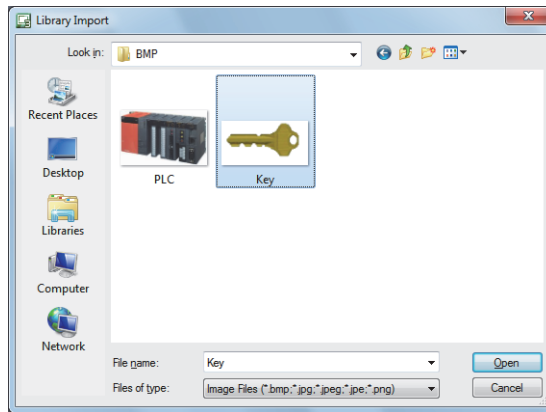 Library Import
Look in:
BMP
Recent Places
Desktop
Libraries
Computer
Network
PLC
Key
File name:
Key
Open
Files of type:
Image Files (*.bmp;*.jpg;*.jpeg;*.jpe;*.png)
Cancel